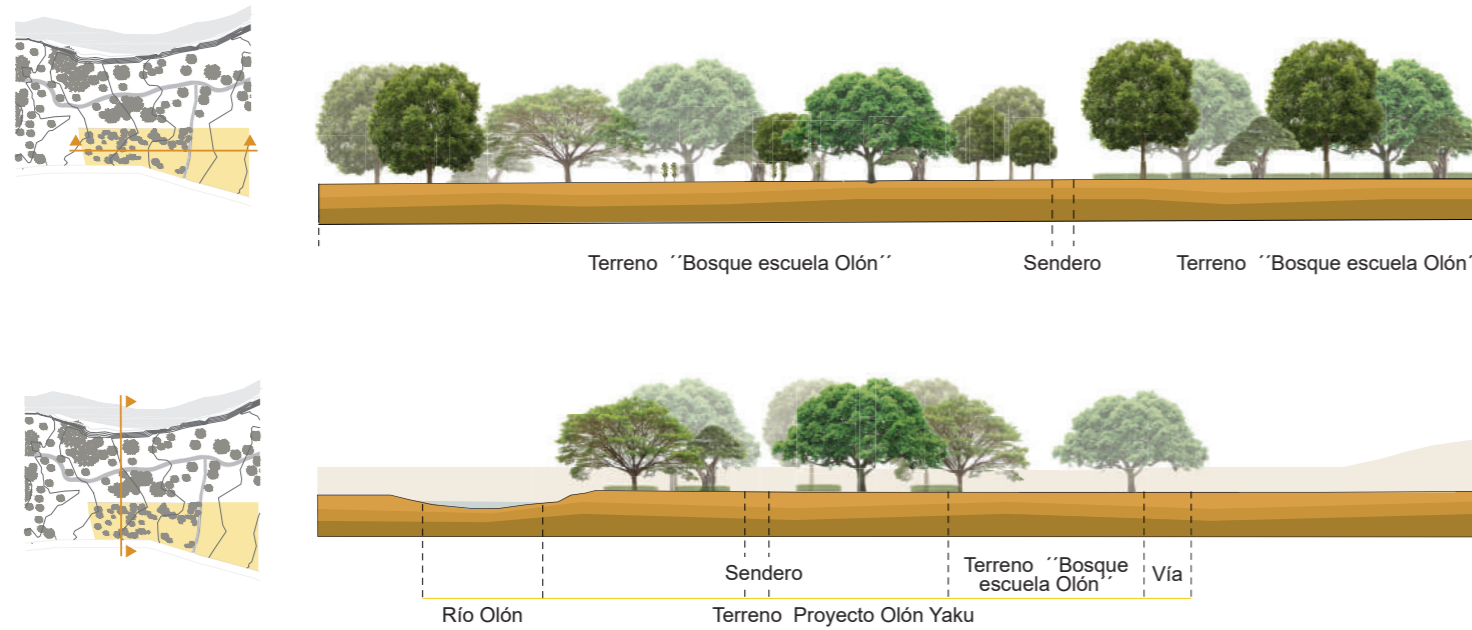 Terreno ´´Bosque escuela Olón´´
Sendero
Terreno ´´Bosque escuela Olón´
Sendero
Terreno ´´Bosque
escuela Olón´´
Vía
Río Olón
Terreno Proyecto Olón Yaku